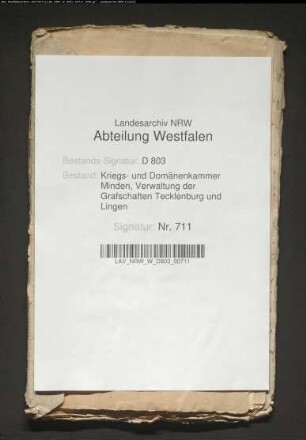 Landesarchiv NRW
Abteilung Westfalen
Bestands-Signatur: D 803
Bestand: Kriegs- und Domänenkammer
Minden, Verwaltung der
Grafschaften Tecklenburg und
Lingen
Signatur: Nr. 711
LAV_NRW_W_D803_00711